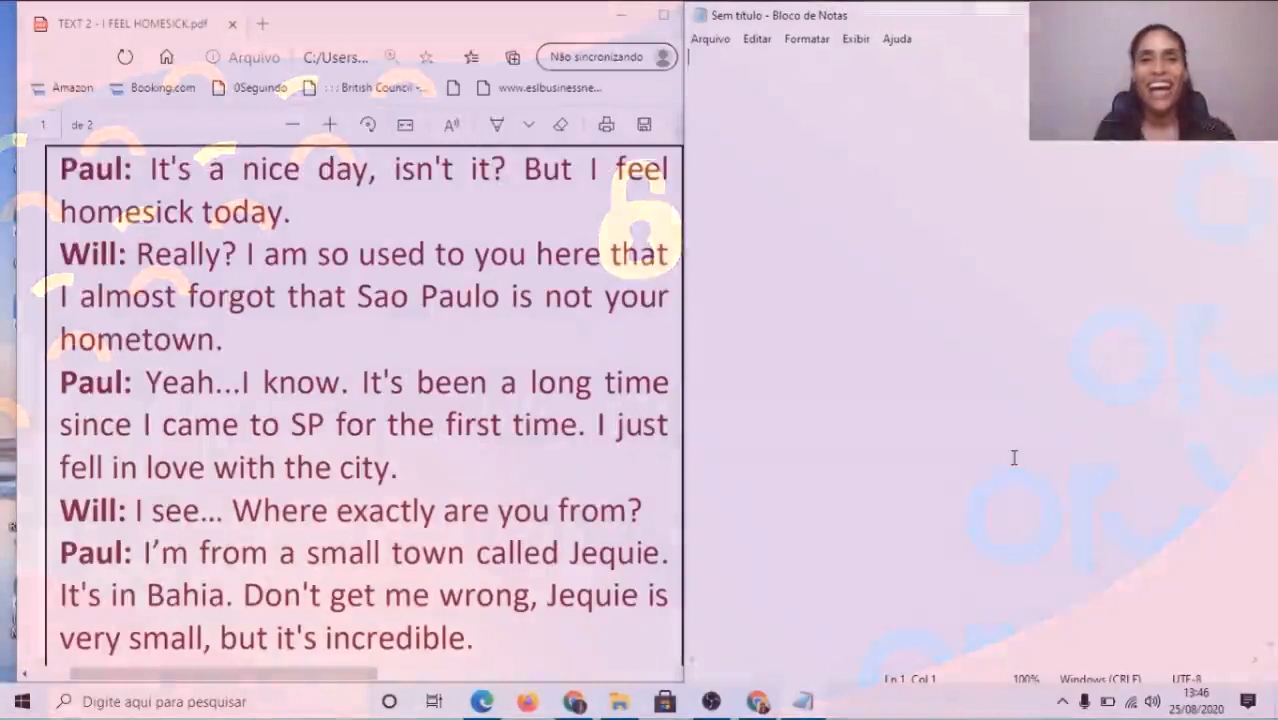 TEXT 2 - I FEEL HOMESICK.pdf
Sem título - Bloco de Notas
Arquivo Editar Formatar Exibir Ajuda
Arquivo C:/Users... Não sincronizando
Amazon Booking.com 0Seguindo British Council -... www.eslbusinessne...
1 de 2
Paul: It's a nice day, isn't it? But I feel
homesick today.
Will: Really? I am so used to you here that
I almost forgot that Sao Paulo is not your
hometown.
Paul: Yeah...I know. It's been a long time
since I came to SP for the first time. I just
fell in love with the city.
Will: I see... Where exactly are you from?
Paul: I'm from a small town called Jequie.
It's in Bahia. Don't get me wrong, Jequie is
very small, but it's incredible.
Ln 1, Col 1 100% Windows (CRLF) UTF-8
Digite aqui para pesquisar
13:46
25/08/2020